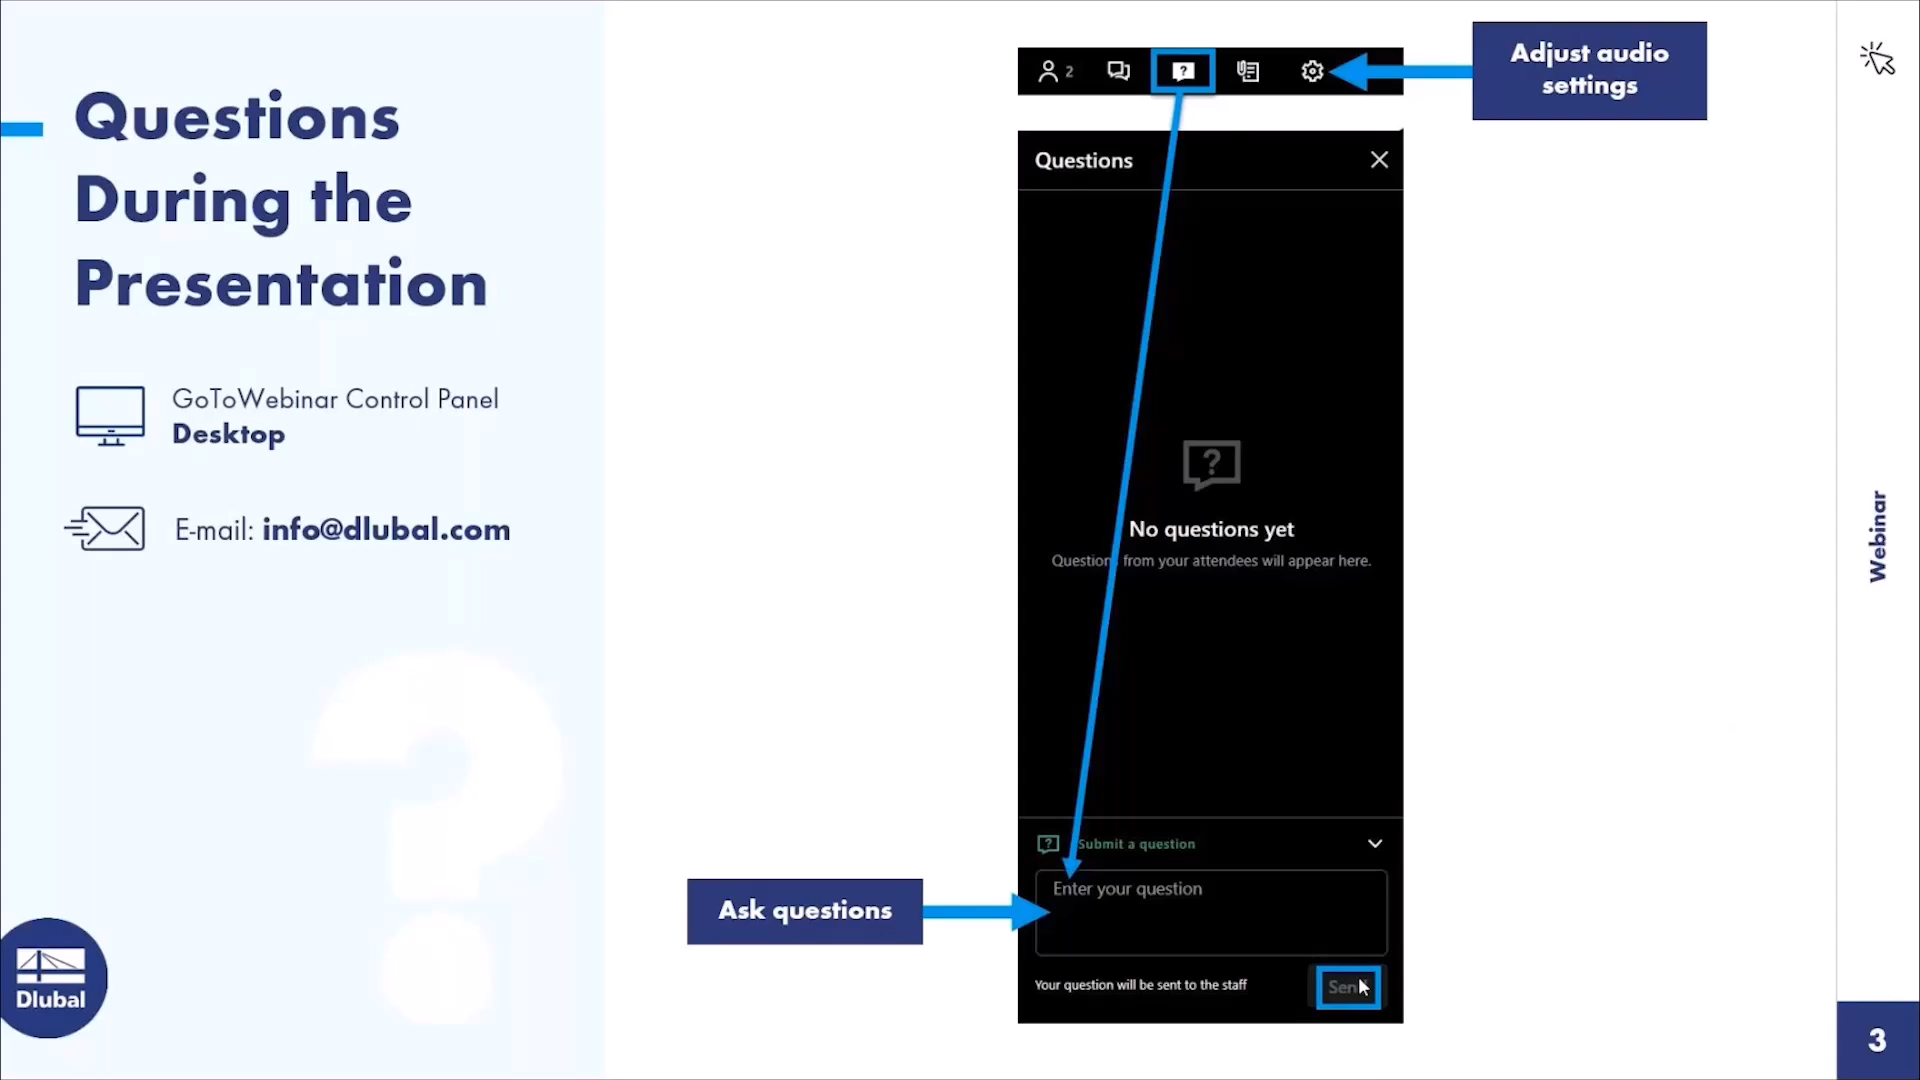 Questions
During the
Presentation
GoToWebinar Control Panel
Desktop
E-mail: info@dlubal.com
Dlubal
2
Adjust audio
settings
Questions
No questions yet
Questions from your attendees will appear here.
Submit a question
Enter your question
Ask questions
Your question will be sent to the staff
Send
Webinar
3